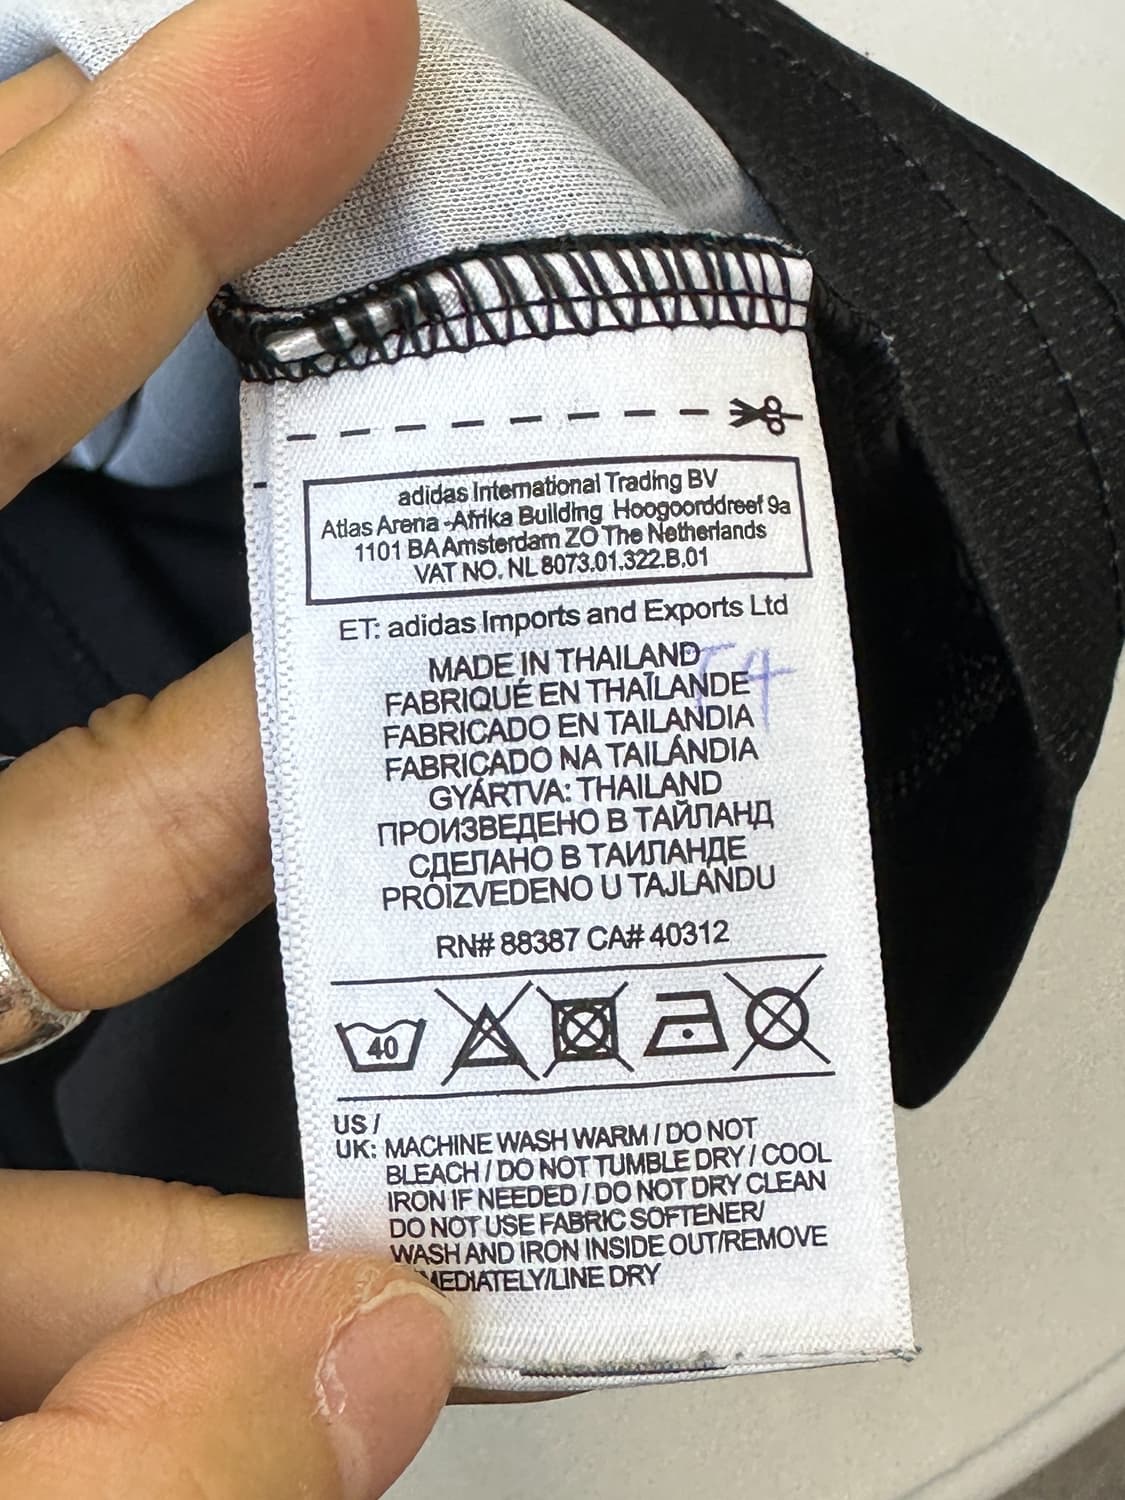 adidas International Trading BV
Atlas Arena -Afrika Building Hoogoorddreef 9a
1101 BA Amsterdam ZO The Netherlands
VAT NO. NL 8073.01.322.B.01
ET: adidas Imports and Exports Ltd
MADE IN THAILAND
FABRIQUÉ EN THAÏLANDE
FABRICADO EN TAILANDIA
FABRICADO NA TAILÁNDIA
GYÁRTVA: THAILAND
ПРОИЗВЕДЕНО В ТАЙЛАНД
СДЕЛАНО В ТАИЛАНДЕ
PROIZVEDENO U TAJLANDU
RN# 88387 CA# 40312
40
US /
UK: MACHINE WASH WARM / DO NOT
BLEACH / DO NOT TUMBLE DRY / COOL
IRON IF NEEDED / DO NOT DRY CLEAN
DO NOT USE FABRIC SOFTENER/
WASH AND IRON INSIDE OUT/REMOVE
MEDIATELY/LINE DRY